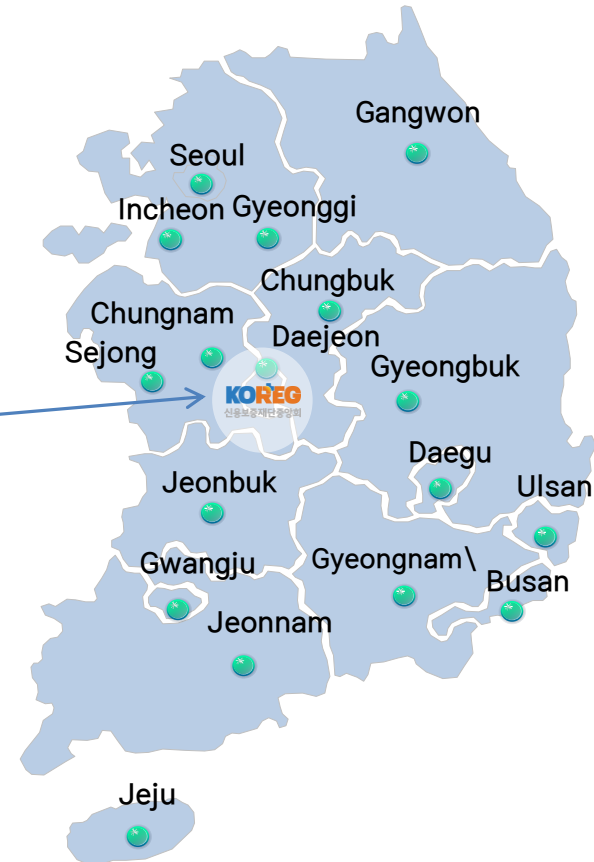 Gangwon
Seoul
Incheon Gyeonggi
Chungbuk
Chungnam
Daejeon
Sejong
Gyeongbuk
KOREG
신용보증재단중앙회
Daegu
Jeonbuk
Ulsan
Gwangju
Gyeongnam\
Busan
Jeonnam
Jeju